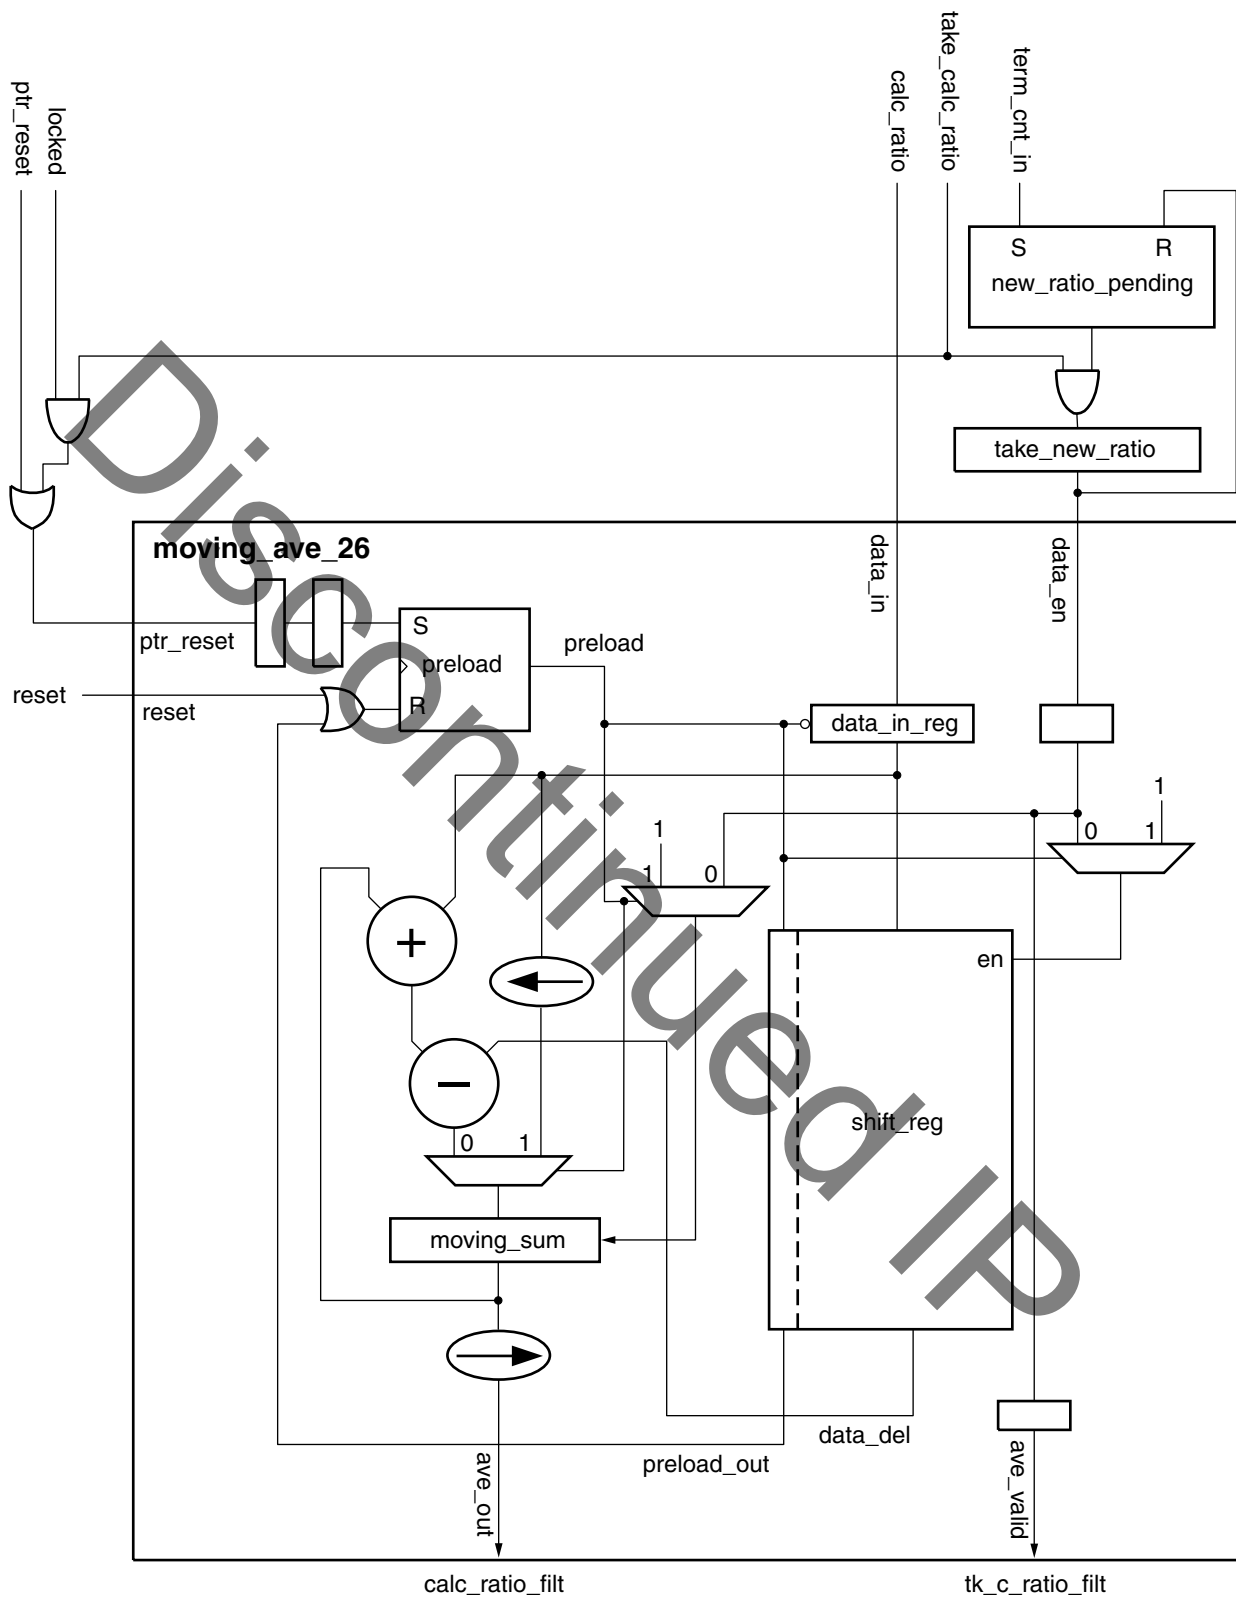 take_calc_ratio
term_cnt_in
calc_ratio
ptr_reset
locked
S R
new_ratio_pending
take_new_ratio
moving_ave_26
data_in
data_en
S
preload
R
ptr_reset
preload
reset
reset
data_in_reg
1
0 1
1
1 0
+
en
−
shift_reg
0 1
moving_sum
data_del
preload_out
ave_out
ave_valid
calc_ratio_filt
tk_c_ratio_filt
Discontinued IP